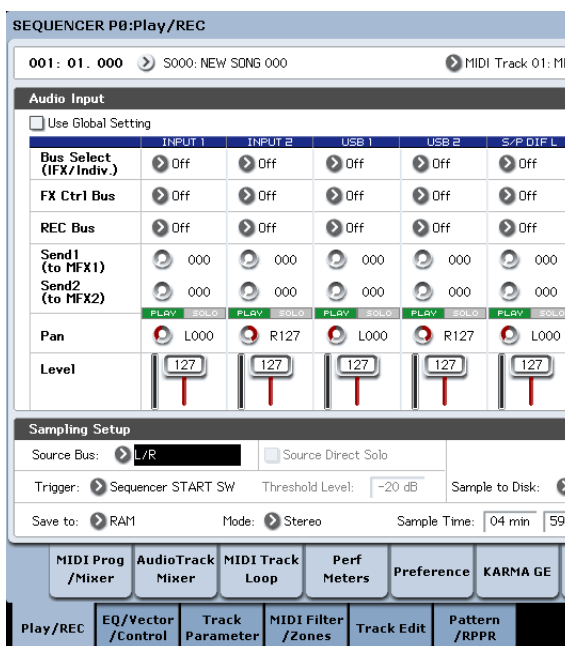 SEQUENCER P0:Play/REC
001: 01. 000 S000: NEW SONG 000 MIDI Track 01: MI
Audio Input
Use Global Setting
INPUT 1 INPUT 2 USB 1 USB 2 S/P DIF L
Bus Select
(IFX/Indiv.) Off Off Off Off Off
FX Ctrl Bus Off Off Off Off Off
REC Bus Off Off Off Off Off
Send1
(to MFX1) 000 000 000 000 000
Send2
(to MFX2) 000 000 000 000 000
PLAY SOLO PLAY SOLO PLAY SOLO PLAY SOLO PLAY SOLO
Pan L000 R127 L000 R127 L000
Level 127 127 127 127 127
Sampling Setup
Source Bus: L/R Source Direct Solo
Trigger: Sequencer START SW Threshold Level: -20 dB Sample to Disk:
Save to: RAM Mode: Stereo Sample Time: 04 min 59
MIDI Prog
/Mixer
AudioTrack
Mixer
MIDI Track
Loop
Perf
Meters
Preference
KARMA GE
Play/REC
EQ/Vector
/Control
Track
Parameter
MIDI Filter
/Zones
Track Edit
Pattern
/RPPR